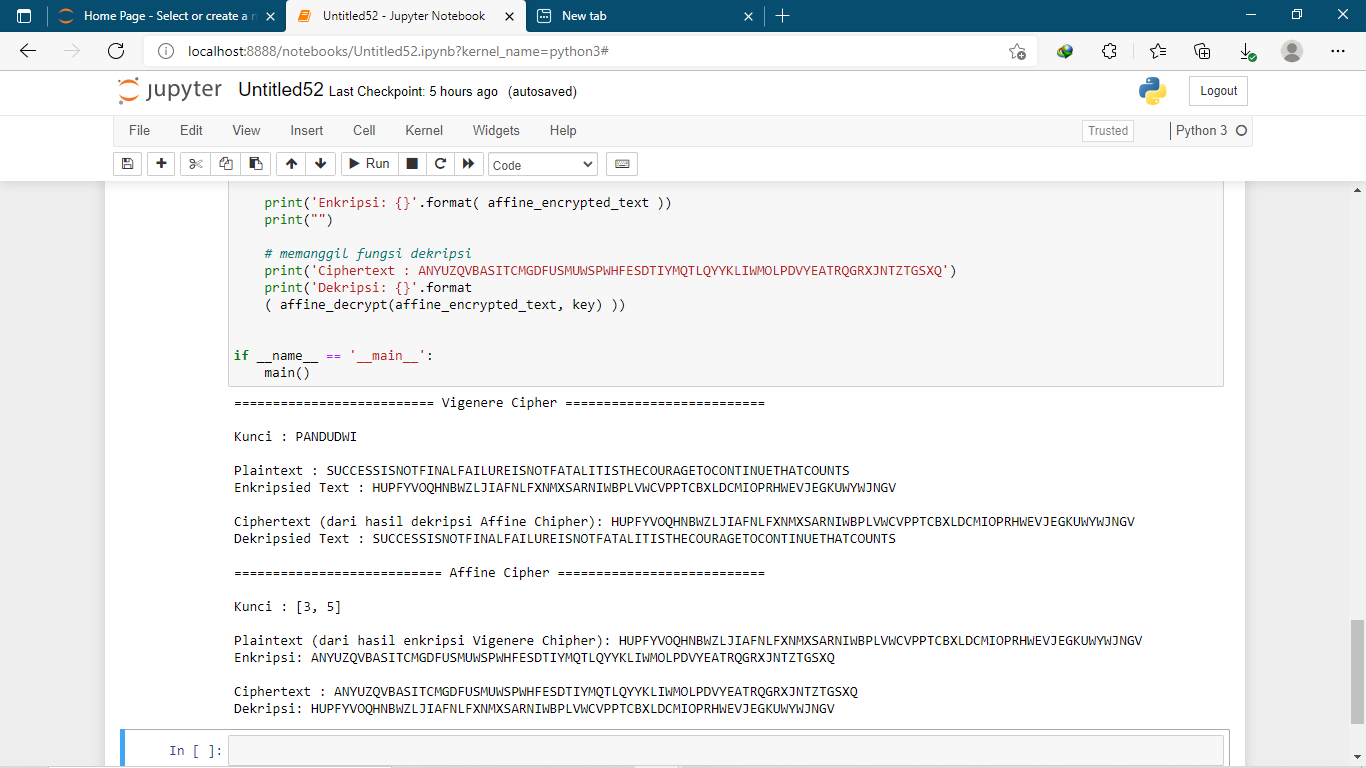 Home Page - Select or create a n
Untitled52 - Jupyter Notebook
New tab
localhost:8888/notebooks/Untitled52.ipynb?kernel_name=python3#
jupyter Untitled52 Last Checkpoint: 5 hours ago (autosaved)
Logout
File Edit View Insert Cell Kernel Widgets Help
Trusted
Python 3
Run
Code
print('Enkripsi: {}'.format( affine_encrypted_text ))
print("")
# memanggil fungsi dekripsi
print('Ciphertext : ANYUZQVBASITCMGDFUSMUWSPWHFESDTIYMQTLQYYKLIWMOLPDVYEATRQGRXJNTZTGSXQ')
print('Dekripsi: {}'.format
( affine_decrypt(affine_encrypted_text, key) ))
if __name__ == '__main__':
main()
========================== Vigenere Cipher ==========================
Kunci : PANDUDWI
Plaintext : SUCCESSISNOTFINALFAILUREISNOTFATALITISTHECOURAGETOCONTINUETHATCOUNTS
Enkripsied Text : HUPFYVOQHNBWZLJIAFNLFXNMXSARNIWBPLVWCVPPTCBXLDCMIOPRHWEVJEGKUWYWJNGV
Ciphertext (dari hasil dekripsi Affine Chipher): HUPFYVOQHNBWZLJIAFNLFXNMXSARNIWBPLVWCVPPTCBXLDCMIOPRHWEVJEGKUWYWJNGV
Dekripsied Text : SUCCESSISNOTFINALFAILUREISNOTFATALITISTHECOURAGETOCONTINUETHATCOUNTS
=========================== Affine Cipher ===========================
Kunci : [3, 5]
Plaintext (dari hasil enkripsi Vigenere Chipher): HUPFYVOQHNBWZLJIAFNLFXNMXSARNIWBPLVWCVPPTCBXLDCMIOPRHWEVJEGKUWYWJNGV
Enkripsi: ANYUZQVBASITCMGDFUSMUWSPWHFESDTIYMQTLQYYKLIWMOLPDVYEATRQGRXJNTZTGSXQ
Ciphertext : ANYUZQVBASITCMGDFUSMUWSPWHFESDTIYMQTLQYYKLIWMOLPDVYEATRQGRXJNTZTGSXQ
Dekripsi: HUPFYVOQHNBWZLJIAFNLFXNMXSARNIWBPLVWCVPPTCBXLDCMIOPRHWEVJEGKUWYWJNGV
In [ ]: